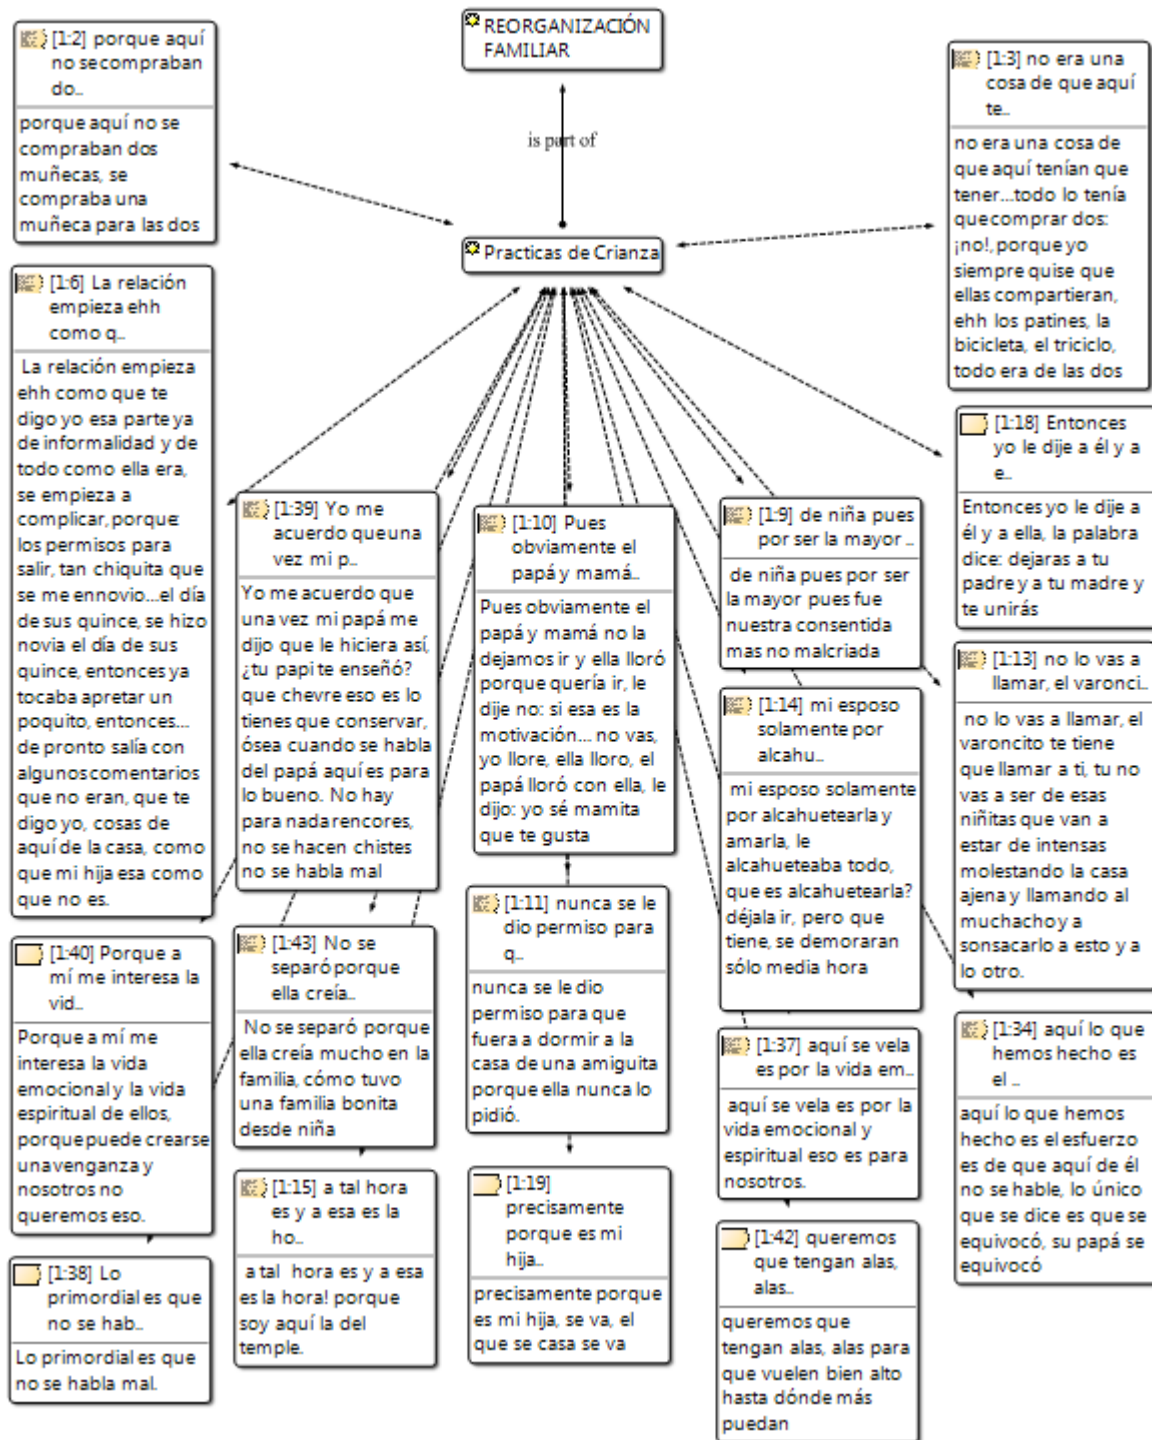 REORGANIZACIÓN
FAMILIAR
is part of
Practicas de Crianza
[1:2] porque aquí
no secompraban
do..
porque aquí no se
compraban dos
muñecas, se
compraba una
muñeca para las dos
[1:3] no era una
cosa de que aquí
te..
no era una cosa de
que aquí tenían que
tener...todo lo tenía
que comprar dos:
¡no!, porque yo
siempre quise que
ellas compartieran,
ehh los patines, la
bicicleta, el triciclo,
todo era de las dos
[1:6] La relación
empieza ehh
como q..
La relación empieza
ehh como que te
digo yo esa parte ya
de informalidad y de
todo como ella era,
se empieza a
complicar, porque
los permisos para
salir, tan chiquita que
se me ennovio...el día
de sus quince, se hizo
novia el día de sus
quince, entonces ya
tocaba apretar un
poquito, entonces...
de pronto salía con
algunos comentarios
que no eran, que te
digo yo, cosas de
aquí de la casa, como
que mi hija esa como
que no es.
[1:39] Yo me
acuerdo que una
vez mi p..
Yo me acuerdo que
una vez mi papá me
dijo que le hiciera así,
¿tu papi te enseñó?
que chevre eso es lo
tienes que conservar,
ósea cuando se habla
del papá aquí es para
lo bueno. No hay
para nada rencores,
no se hacen chistes
no se habla mal
[1:10] Pues
obviamente el
papá y mamá..
Pues obviamente el
papá y mamá no la
dejamos ir y ella lloró
porque quería ir, le
dije no: si esa es la
motivación... no vas,
yo llore, ella lloro, el
papá lloró con ella, le
dijo: yo sé mamita
que te gusta
[1:9] de niña pues
por ser la mayor ..
de niña pues por ser
la mayor pues fue
nuestra consentida
mas no malcriada
[1:18] Entonces
yo le dije a él y a
e..
Entonces yo le dije a
él y a ella, la palabra
dice: dejaras a tu
padre y a tu madre y
te unirás
[1:13] no lo vas a
llamar, el varonci..
no lo vas a llamar, el
varoncito te tiene
que llamar a ti, tu no
vas a ser de esas
niñitas que van a
estar de intensas
molestando la casa
ajena y llamando al
muchacho y a
sonsacarlo a esto y a
lo otro.
[1:14] mi esposo
solamente por
alcahu..
mi esposo solamente
por alcahuetearla y
amarla, le
alcahueteaba todo,
que es alcahuetearla?
déjala ir, pero que
tiene, se demoraran
sólo media hora
[1:11] nunca se le
dio permiso para
q..
nunca se le dio
permiso para que
fuera a dormir a la
casa de una amiguita
porque ella nunca lo
pidió.
[1:40] Porque a
mí me interesa la
vid..
Porque a mí me
interesa la vida
emocional y la vida
espiritual de ellos,
porque puede crearse
una venganza y
nosotros no
queremos eso.
[1:43] No se
separó porque
ella creía..
No se separó porque
ella creía mucho en la
familia, cómo tuvo
una familia bonita
desde niña
[1:37] aquí se vela
es por la vida em..
aquí se vela es por la
vida emocional y
espiritual eso es para
nosotros.
[1:34] aquí lo que
hemos hecho es
el ..
aquí lo que hemos
hecho es el esfuerzo
es de que aquí de él
no se hable, lo único
que se dice es que se
equivocó, su papá se
equivocó
[1:38] Lo
primordial es que
no se hab..
Lo primordial es que
no se habla mal.
[1:15] a tal hora
es y a esa es la
ho..
a tal hora es y a esa
es la hora! porque
soy aquí la del
temple.
[1:19]
precisamente
porque es mi
hija..
precisamente porque
es mi hija, se va, el
que se casa se va
[1:42] queremos
que tengan alas,
alas..
queremos que
tengan alas, alas para
que vuelen bien alto
hasta dónde más
puedan